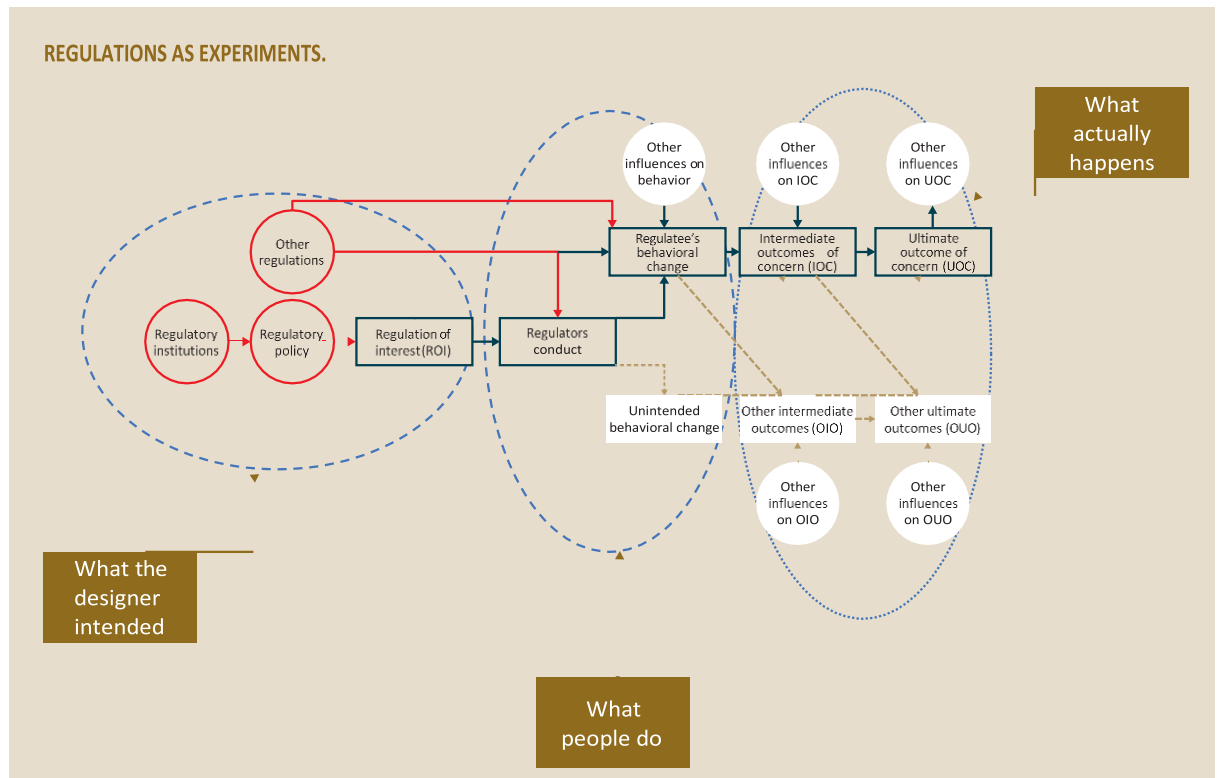 REGULATIONS AS EXPERIMENTS.
What
actually
happens
Other
influences on
behavior
Other
influences
on IOC
Other
influences
on UOC
Other
regulations
Regulatee's
behavioral
change
Intermediate
outcomes of
concern (IOC)
Ultimate
outcome of
concern (UOC)
Regulatory
institutions
Regulatory
policy
Regulation of
interest(ROI)
Regulators
conduct
Unintended
behavioral change
Other intermediate
outcomes (OIO)
Other ultimate
outcomes (OUO)
Other
influences
on OIO
Other
influences
on OUO
What the
designer
intended
What
people do